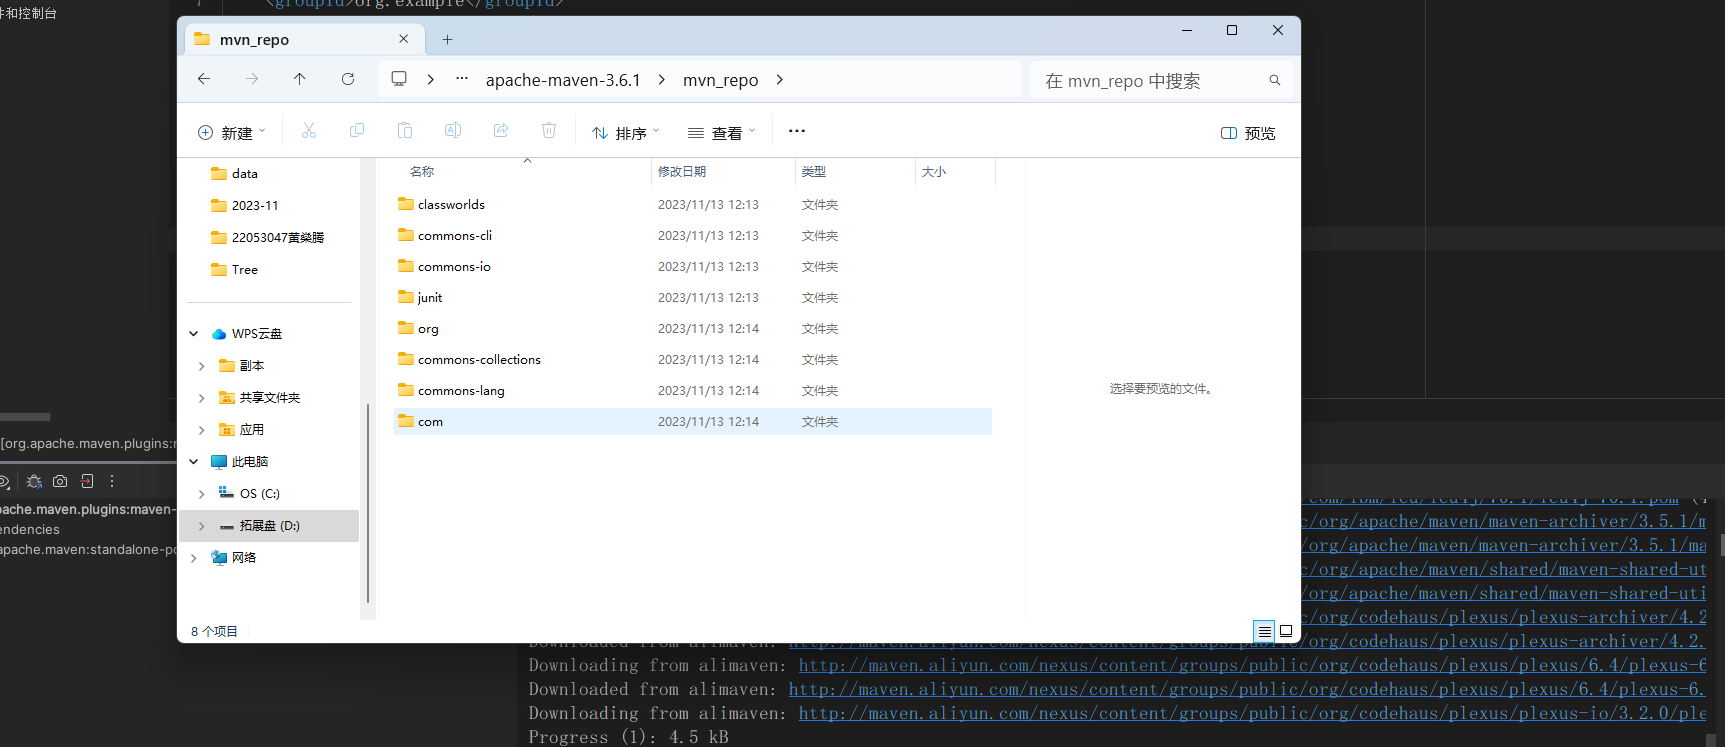 件和控制台
7 <groupId>org.example</groupId>
mvn_repo
apache-maven-3.6.1
mvn_repo
在 mvn_repo 中搜索
新建
排序
查看
预览
data
2023-11
Tree
WPS云盘
副本
共享文件夹
应用
此电脑
OS (C:)
拓展盘 (D:)
网络
名称 修改日期 类型 大小
classworlds 2023/11/13 12:13 文件夹
commons-cli 2023/11/13 12:13 文件夹
commons-io 2023/11/13 12:13 文件夹
junit 2023/11/13 12:13 文件夹
org 2023/11/13 12:14 文件夹
commons-collections 2023/11/13 12:14 文件夹
commons-lang 2023/11/13 12:14 文件夹
com 2023/11/13 12:14 文件夹
选择要预览的文件。
8 个项目
[org.apache.maven.plugins:
pache.maven.plugins:maven-
endencies
apache.maven:standalone-po
c/org/apache/maven/maven-archiver/3.5.1/m
/org/apache/maven/maven-archiver/3.5.1/ma
c/org/apache/maven/shared/maven-shared-ut
/org/apache/maven/shared/maven-shared-uti
c/org/codehaus/plexus/plexus-archiver/4.2
Downloaded from alimaven: http://maven.aliyun.com/nexus/content/groups/public/org/codehaus/plexus/plexus-archiver/4.2.
Downloading from alimaven: http://maven.aliyun.com/nexus/content/groups/public/org/codehaus/plexus/plexus/6.4/plexus-6
Downloaded from alimaven: http://maven.aliyun.com/nexus/content/groups/public/org/codehaus/plexus/plexus/6.4/plexus-6.
Downloading from alimaven: http://maven.aliyun.com/nexus/content/groups/public/org/codehaus/plexus/plexus-io/3.2.0/ple
Progress (1): 4.5 kB